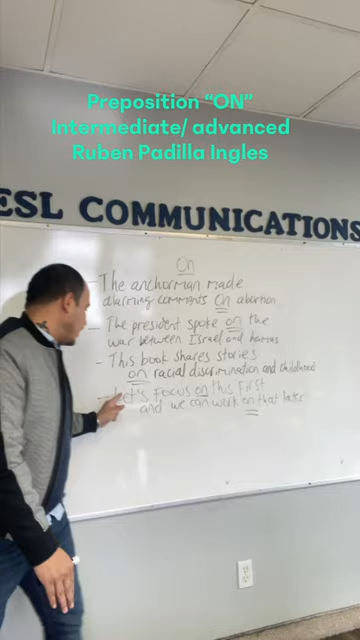 Preposition “ON”
Intermediate/ advanced
Ruben Padilla Ingles
ESL COMMUNICATIONS
On
- The anchorman made
alarming comments on abortion
- The president spoke on the
war between Israel and hamas
- This book shares stories
on racial discrimination and childhood
- Let's focus on this first
and we can work on that later